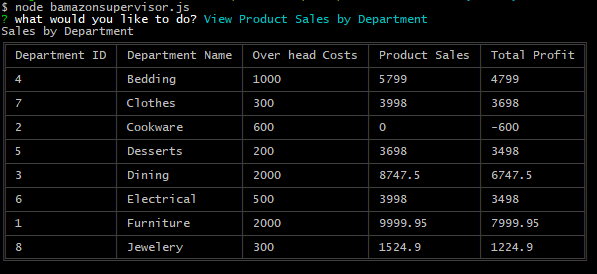 $ node bamazonsupervisor.js
? what would you like to do? View Product Sales by Department
Sales by Department
Department ID Department Name Over head Costs Product Sales Total Profit
4 Bedding 1000 5799 4799
7 Clothes 300 3998 3698
2 Cookware 600 0 -600
5 Desserts 200 3698 3498
3 Dining 2000 8747.5 6747.5
6 Electrical 500 3998 3498
1 Furniture 2000 9999.95 7999.95
8 Jewelery 300 1524.9 1224.9